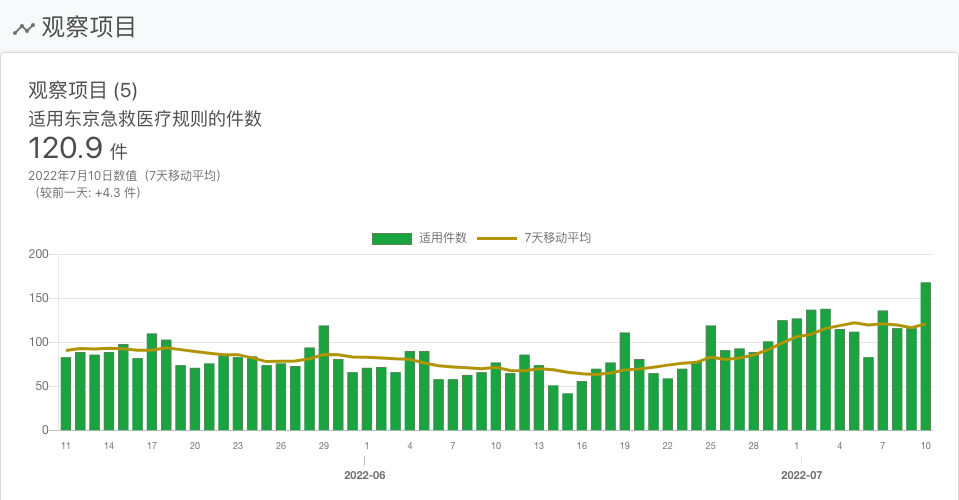 观察项目
观察项目 (5)
适用东京急救医疗规则的件数
120.9 件
2022年7月10日数值（7天移动平均）
（较前一天: +4.3 件）
适用件数 7天移动平均
200
150
100
50
0
11 14 17 20 23 26 29 1 4 7 10 13 16 19 22 25 28 1 4 7 10
2022-06 2022-07